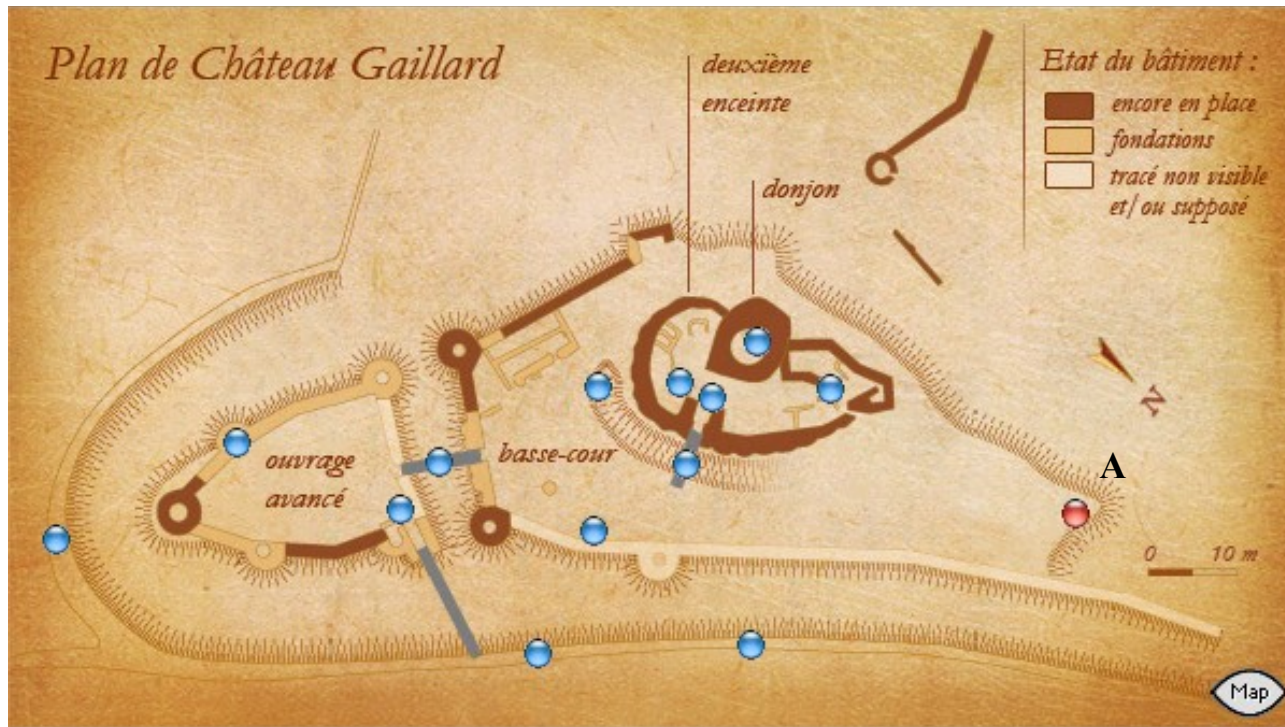 Plan de Château Gaillard
deuxième
enceinte
donjon
Etat du bâtiment :
encore en place
fondations
tracé non visible
et/ou supposé
N
A
ouvrage
avancé
basse-cour
0 10 m
Map